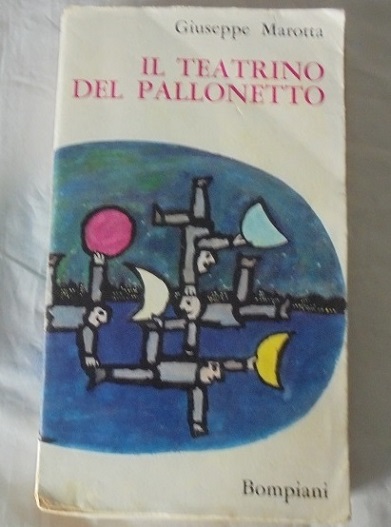 Giuseppe Marotta
IL TEATRINO
DEL PALLONETTO
Bompiani